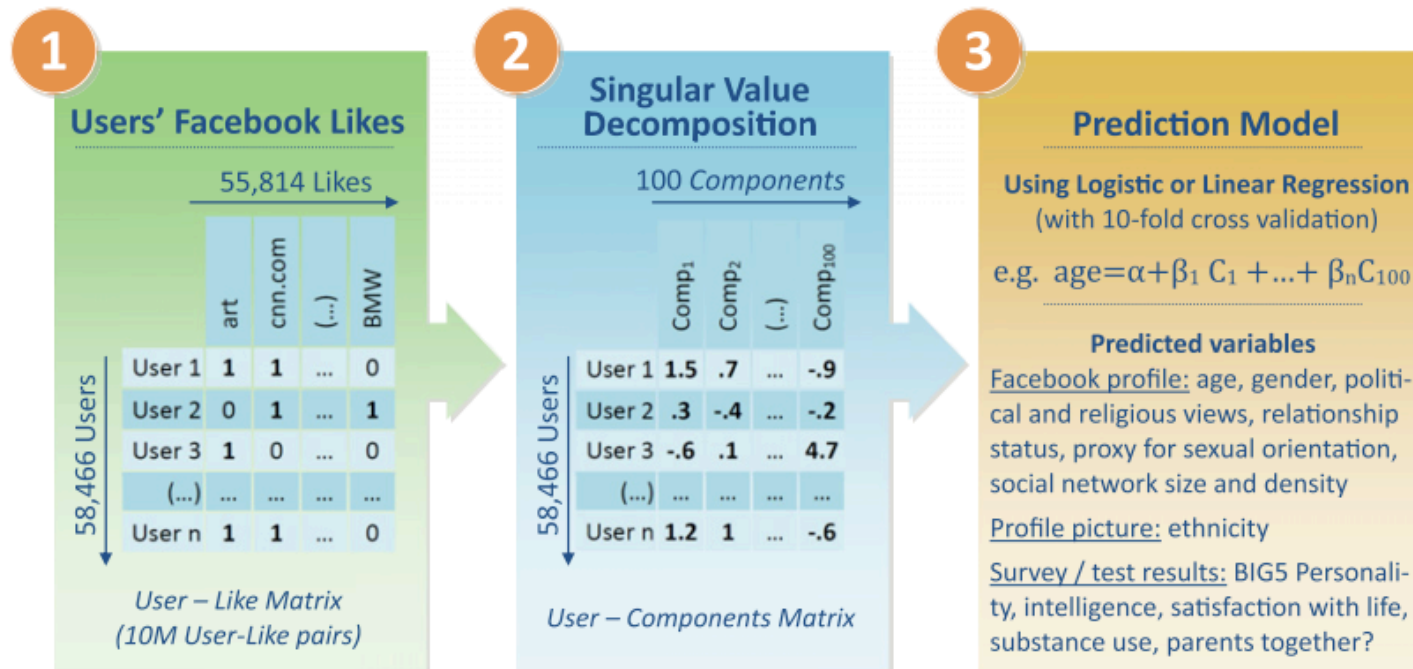 1
Users’ Facebook Likes
55,814 Likes
58,466 Users
art
cnn.com
(...)
BMW
User 1 1 1 ... 0
User 2 0 1 ... 1
User 3 1 0 ... 0
(...) ... ... ... ...
User n 1 1 ... 0
User – Like Matrix
(10M User-Like pairs)
2
Singular Value
Decomposition
100 Components
58,466 Users
Comp₁
Comp₂
(...)
Comp₁₀₀
User 1 1.5 .7 ... -.9
User 2 .3 -.4 ... -.2
User 3 -.6 .1 ... 4.7
(...) ... ... ... ...
User n 1.2 1 ... -.6
User – Components Matrix
3
Prediction Model
Using Logistic or Linear Regression
(with 10-fold cross validation)
e.g. age=α+β₁ C₁ +...+ βₙC₁₀₀
Predicted variables
Facebook profile: age, gender, politi-
cal and religious views, relationship
status, proxy for sexual orientation,
social network size and density
Profile picture: ethnicity
Survey / test results: BIG5 Personali-
ty, intelligence, satisfaction with life,
substance use, parents together?